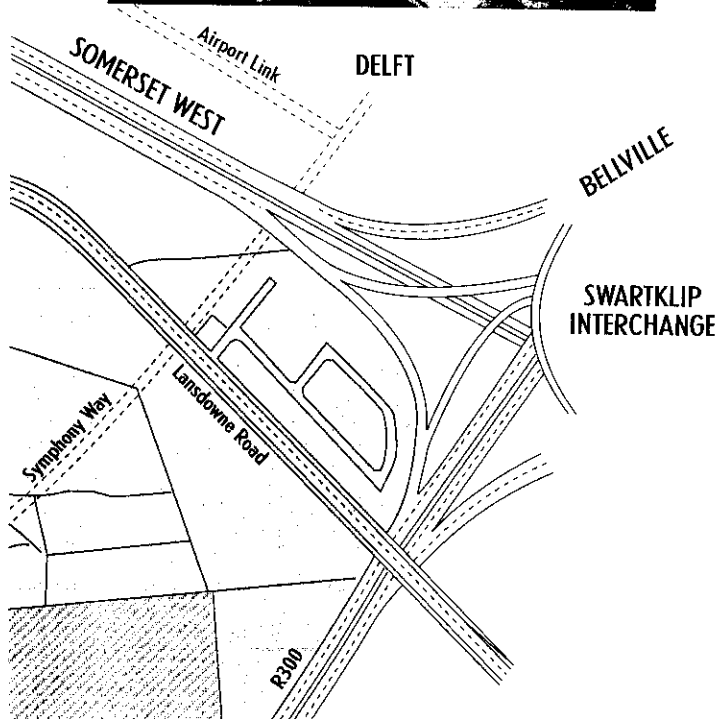 Airport Link
DELFT
SOMERSET WEST
BELLVILLE
SWARTKLIP
INTERCHANGE
Lansdowne Road
Symphony Way
R300